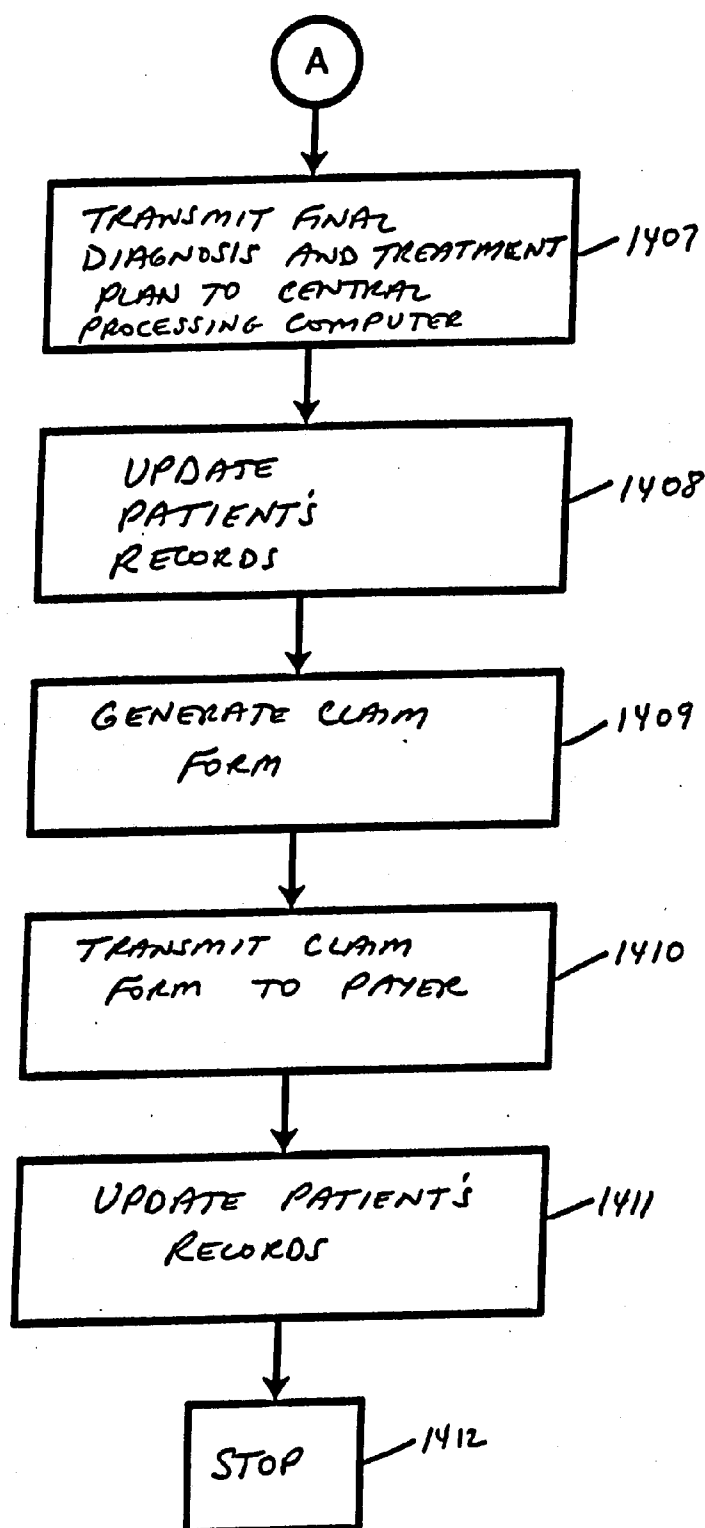 A
TRANSMIT FINAL
DIAGNOSIS AND TREATMENT
PLAN TO CENTRAL
PROCESSING COMPUTER
1407
UPDATE
PATIENT'S
RECORDS
1408
GENERATE CLAIM
FORM
1409
TRANSMIT CLAIM
FORM TO PAYER
1410
UPDATE PATIENT'S
RECORDS
1411
STOP
1412